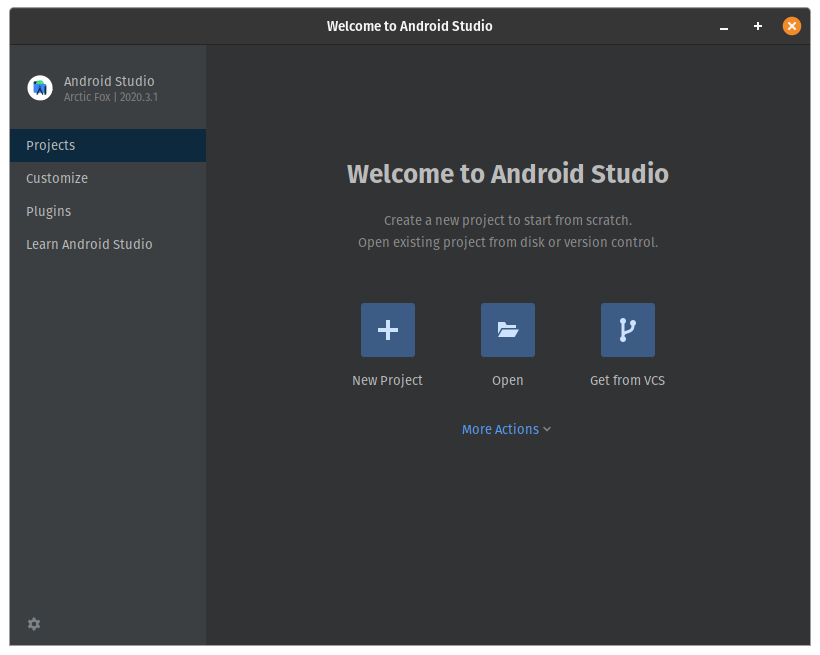 Welcome to Android Studio
Android Studio
Arctic Fox | 2020.3.1
Projects
Customize
Plugins
Learn Android Studio
Welcome to Android Studio
Create a new project to start from scratch.
Open existing project from disk or version control.
New Project
Open
Get from VCS
More Actions